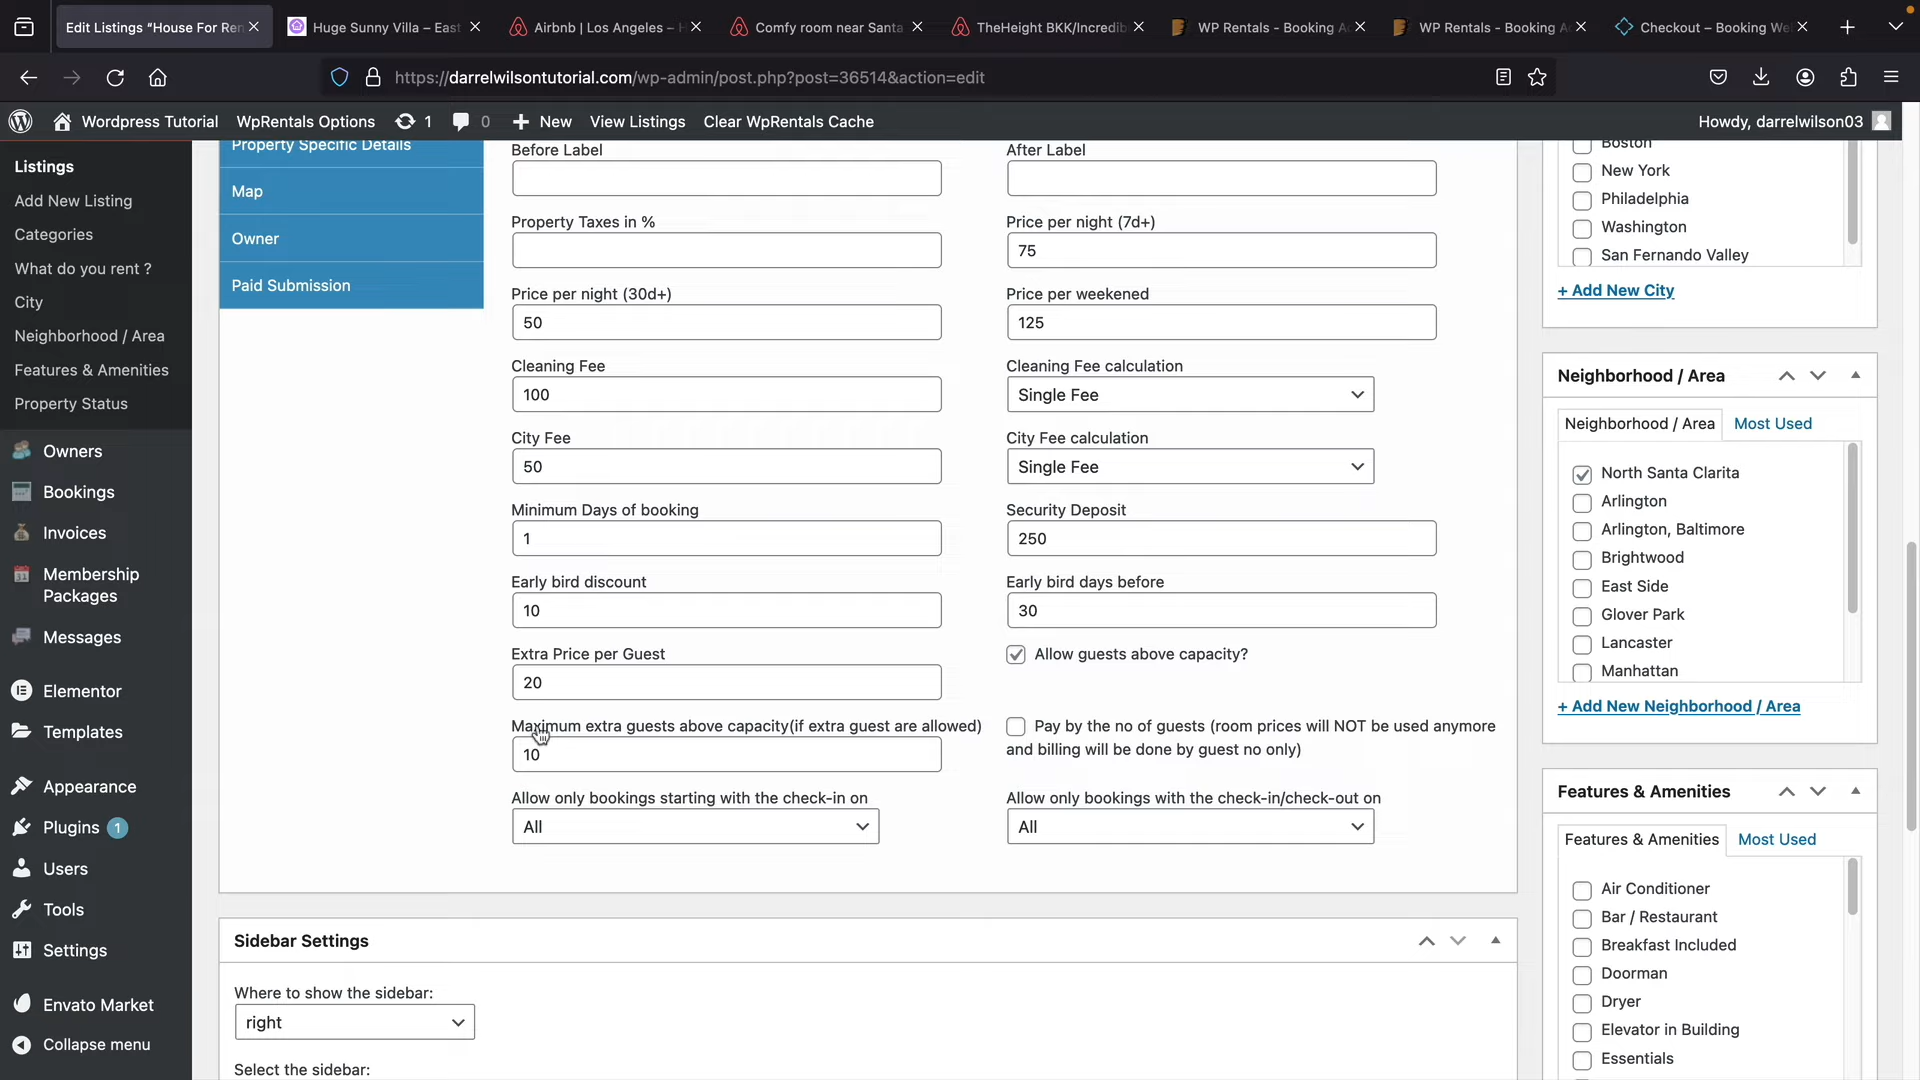 Edit Listings "House For Ren
Huge Sunny Villa – East
Airbnb | Los Angeles –
Comfy room near Santa
TheHeight BKK/Incredib
WP Rentals - Booking
WP Rentals - Booking
Checkout – Booking We
https://darrelwilsontutorial.com/wp-admin/post.php?post=36514&action=edit
Wordpress Tutorial
WpRentals Options
1
0
New
View Listings
Clear WpRentals Cache
Howdy, darrelwilson03
Listings
Add New Listing
Categories
What do you rent ?
City
Neighborhood / Area
Features & Amenities
Property Status
Owners
Bookings
Invoices
Membership
Packages
Messages
Elementor
Templates
Appearance
Plugins 1
Users
Tools
Settings
Envato Market
Collapse menu
Property Specific Details
Map
Owner
Paid Submission
Before Label
After Label
Property Taxes in %
Price per night (7d+)
75
Price per night (30d+)
50
Price per weekened
125
Cleaning Fee
100
Cleaning Fee calculation
Single Fee
City Fee
50
City Fee calculation
Single Fee
Minimum Days of booking
1
Security Deposit
250
Early bird discount
10
Early bird days before
30
Extra Price per Guest
20
Allow guests above capacity?
Maximum extra guests above capacity(if extra guest are allowed)
10
Pay by the no of guests (room prices will NOT be used anymore
and billing will be done by guest no only)
Allow only bookings starting with the check-in on
All
Allow only bookings with the check-in/check-out on
All
Sidebar Settings
Where to show the sidebar:
right
Select the sidebar:
Boston
New York
Philadelphia
Washington
San Fernando Valley
+ Add New City
Neighborhood / Area
Neighborhood / Area
Most Used
North Santa Clarita
Arlington
Arlington, Baltimore
Brightwood
East Side
Glover Park
Lancaster
Manhattan
+ Add New Neighborhood / Area
Features & Amenities
Features & Amenities
Most Used
Air Conditioner
Bar / Restaurant
Breakfast Included
Doorman
Dryer
Elevator in Building
Essentials